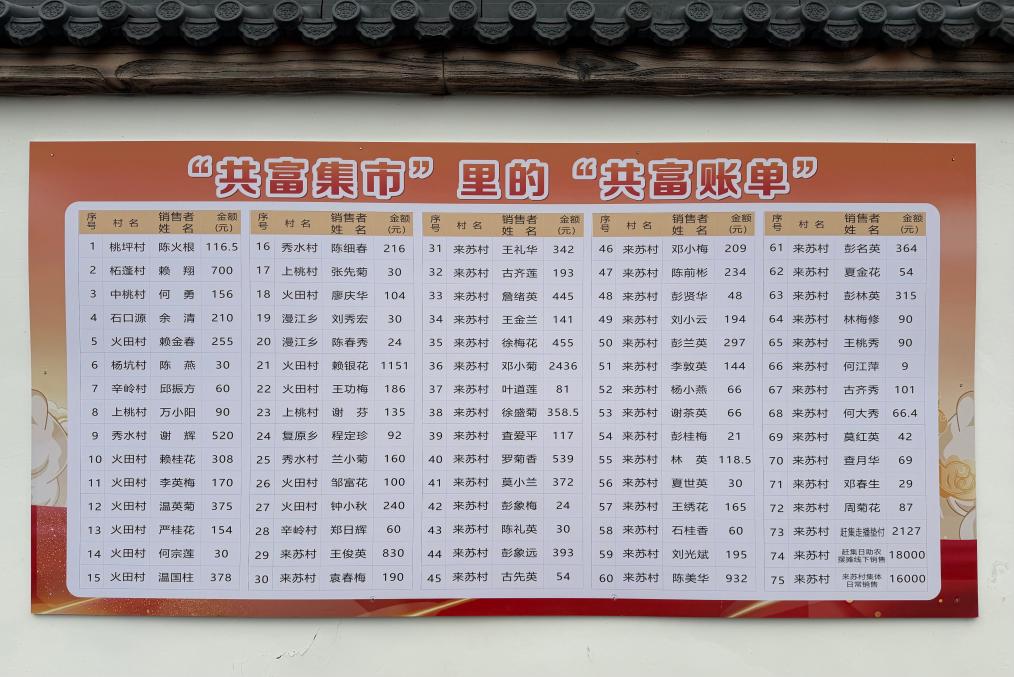 “共富集市”里的“共富账单”
序号 村名 销售者姓名 金额(元)
1 桃坪村 陈火根 116.5
2 柘蓬村 赖翔 700
3 中桃村 何勇 156
4 石口源 余清 210
5 火田村 赖金春 255
6 杨坑村 陈燕 30
7 辛岭村 邱振方 60
8 上桃村 万小阳 90
9 秀水村 谢辉 520
10 火田村 赖桂花 308
11 火田村 李英梅 170
12 火田村 温英菊 375
13 火田村 严桂花 154
14 火田村 何宗莲 30
15 火田村 温国柱 378
序号 村名 销售者姓名 金额(元)
16 秀水村 陈细春 216
17 上桃村 张先菊 30
18 火田村 廖庆华 104
19 漫江乡 刘秀宏 30
20 漫江乡 陈春秀 24
21 火田村 赖银花 1151
22 火田村 王功梅 186
23 上桃村 谢芬 135
24 复原乡 程定珍 92
25 秀水村 兰小菊 160
26 火田村 邹富花 100
27 火田村 钟小秋 240
28 辛岭村 郑日辉 60
29 来苏村 王俊英 830
30 来苏村 袁春梅 190
序号 村名 销售者姓名 金额(元)
31 来苏村 王礼华 342
32 来苏村 古齐莲 193
33 来苏村 詹绪英 445
34 来苏村 王金兰 141
35 来苏村 徐梅花 455
36 来苏村 邓小菊 2436
37 来苏村 叶道莲 81
38 来苏村 徐盛菊 358.5
39 来苏村 查爱平 117
40 来苏村 罗菊香 539
41 来苏村 莫小兰 372
42 来苏村 彭象梅 24
43 来苏村 陈礼英 30
44 来苏村 彭象远 393
45 来苏村 古先英 54
序号 村名 销售者姓名 金额(元)
46 来苏村 邓小梅 209
47 来苏村 陈前彬 234
48 来苏村 彭贤华 48
49 来苏村 刘小云 194
50 来苏村 彭兰英 297
51 来苏村 李敦英 144
52 来苏村 杨小燕 66
53 来苏村 谢茶英 66
54 来苏村 彭桂梅 21
55 来苏村 林英 118.5
56 来苏村 夏世英 30
57 来苏村 王绣花 165
58 来苏村 石桂香 60
59 来苏村 刘光斌 195
60 来苏村 陈美华 932
序号 村名 销售者姓名 金额(元)
61 来苏村 彭名英 364
62 来苏村 夏金花 54
63 来苏村 彭林英 315
64 来苏村 林梅修 90
65 来苏村 王桃秀 90
66 来苏村 何江萍 9
67 来苏村 古齐秀 101
68 来苏村 何大秀 66.4
69 来苏村 莫红英 42
70 来苏村 查月华 69
71 来苏村 邓春生 29
72 来苏村 周菊花 87
73 来苏村 赶集走播垫付 2127
74 来苏村 赶集日助农摆摊线下销售 18000
75 来苏村 来苏村集体日常销售 16000